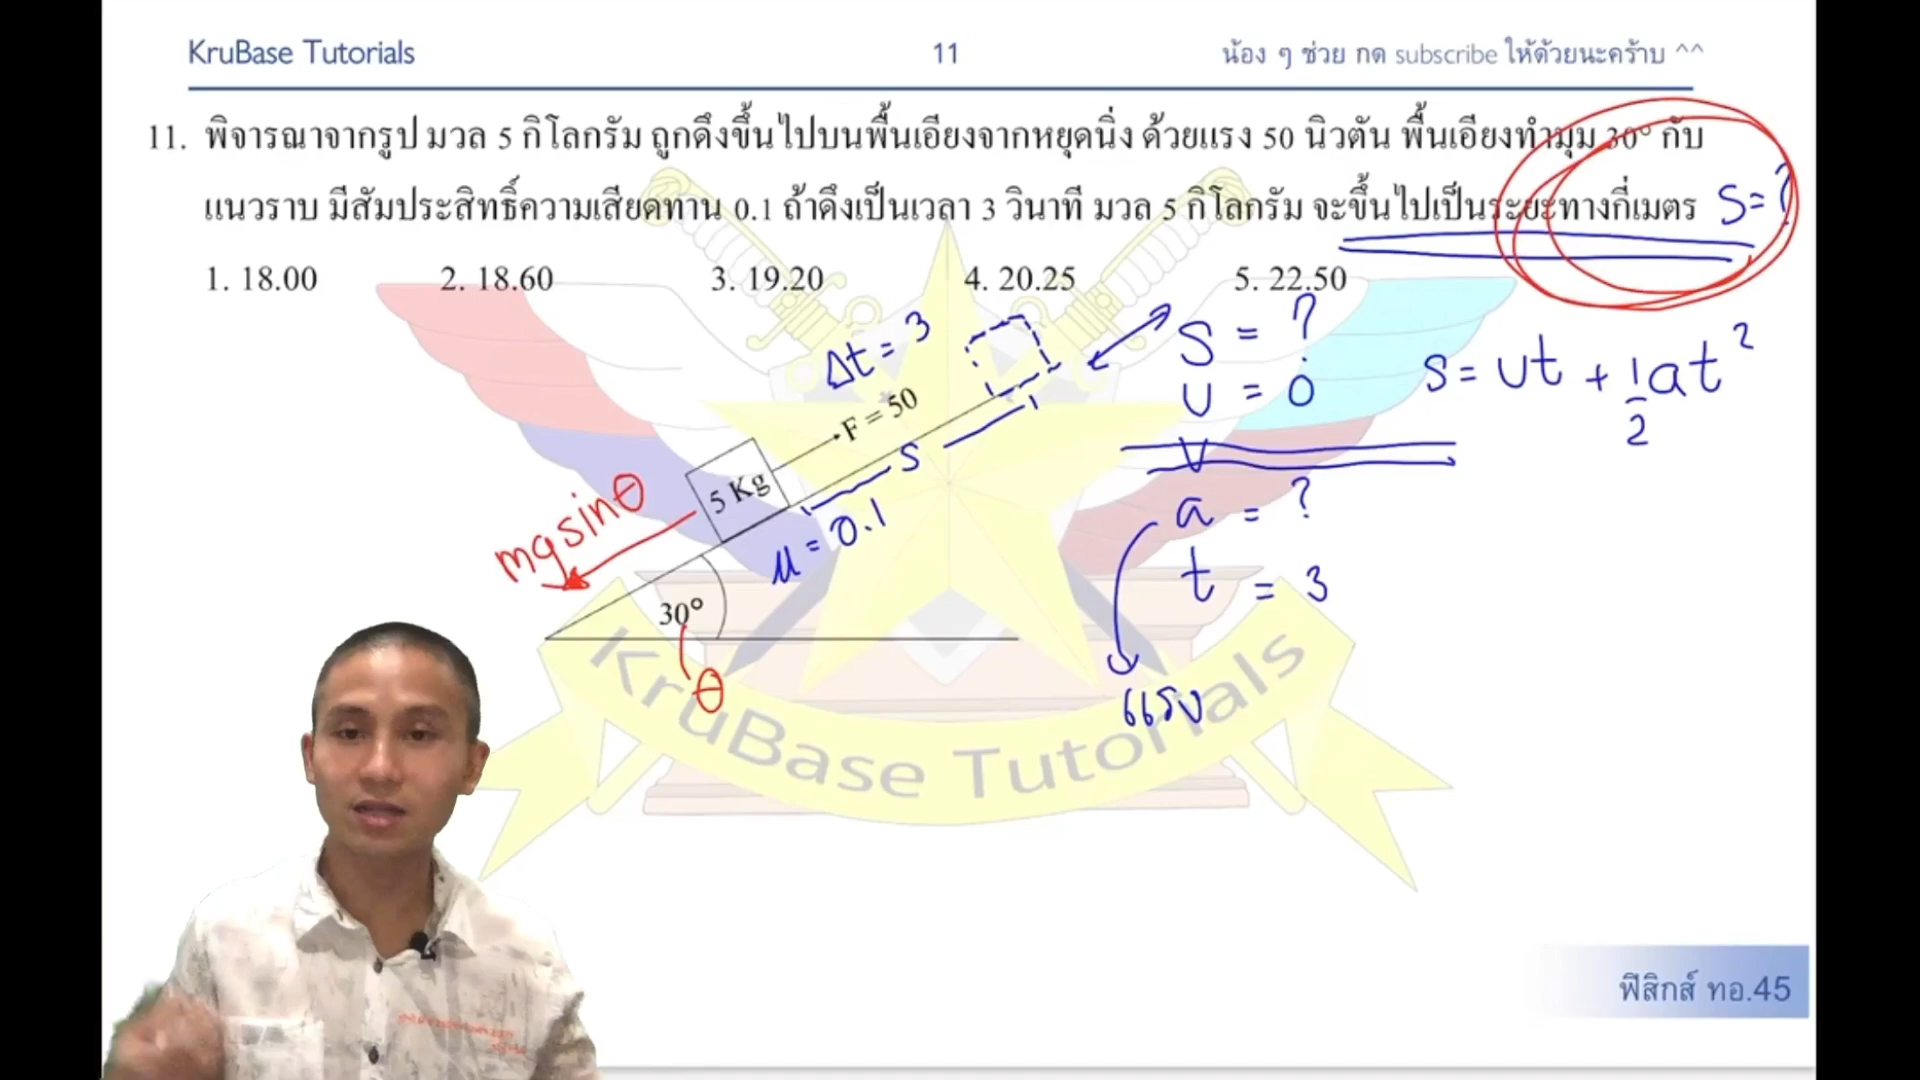 KruBase Tutorials 11 น้อง ๆ ช่วย กด subscribe ให้ด้วยนะคร้าบ ^^
11. พิจารณาจากรูป มวล 5 กิโลกรัม ถูกดึงขึ้นไปบนพื้นเอียงจากหยุดนิ่ง ด้วยแรง 50 นิวตัน พื้นเอียงทำมุม 30° กับ
แนวราบ มีสัมประสิทธิ์ความเสียดทาน 0.1 ถ้าดึงเป็นเวลา 3 วินาที มวล 5 กิโลกรัม จะขึ้นไปเป็นระยะทางกี่เมตร S = ?
1. 18.00 2. 18.60 3. 19.20 4. 20.25 5. 22.50
Δt = 3
S = ?
S = ut + 1/2 at²
u = 0
F = 50
v
S
5 Kg
mg sin θ
μ = 0.1
a = ?
t = 3
30°
θ
แรง
KruBase Tutorials
ฟิสิกส์ ทอ.45